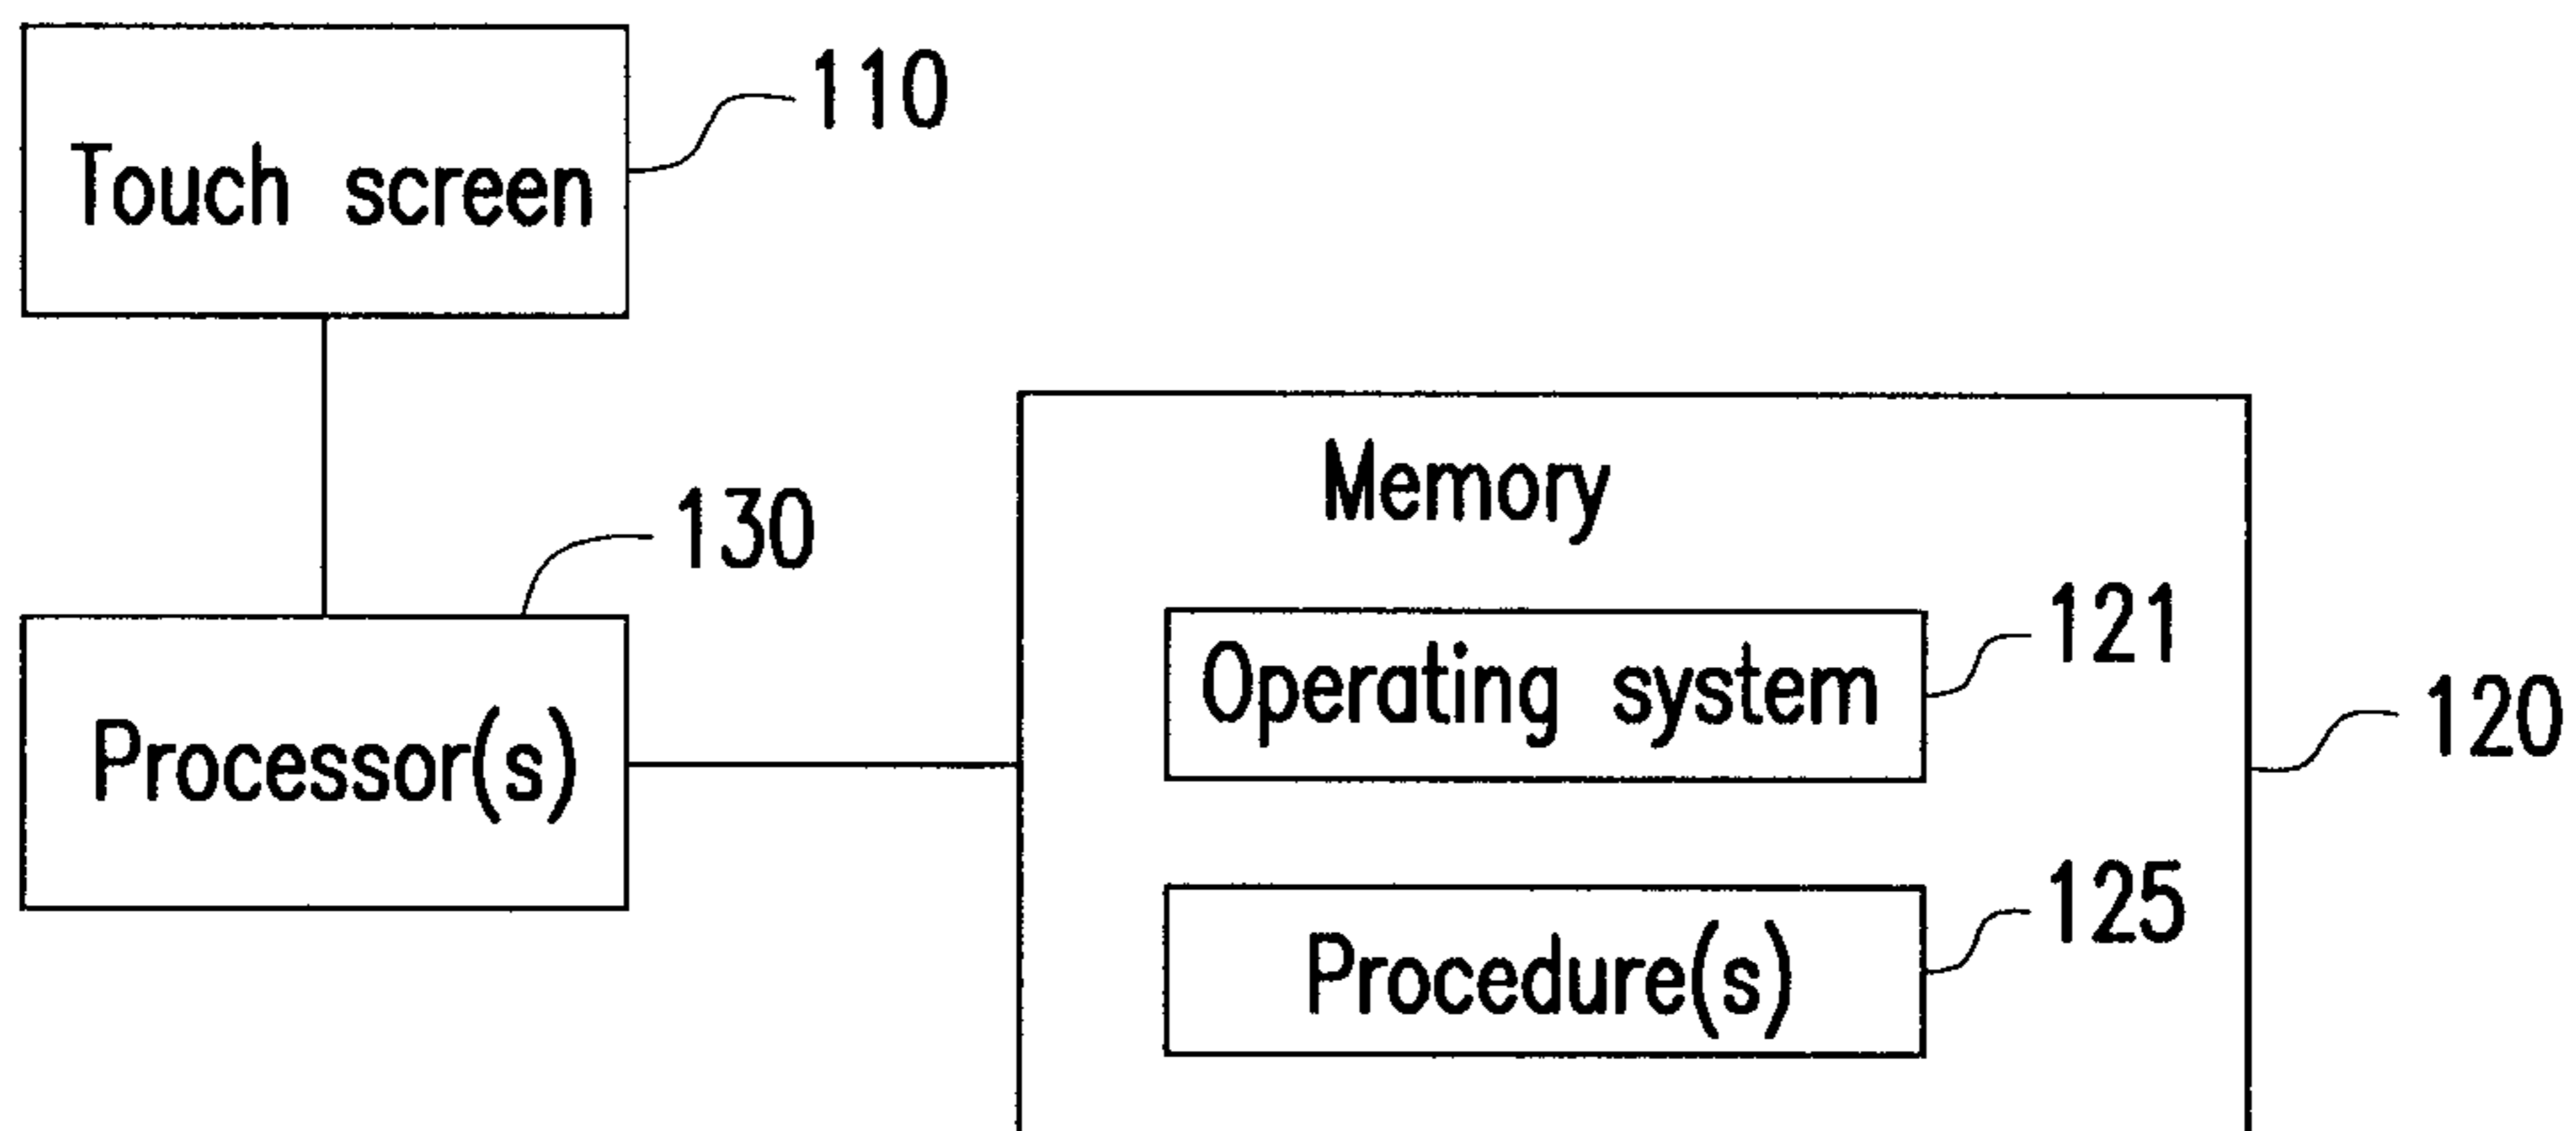 110
Touch screen
Memory
130
Operating system
121
Processor(s)
120
Procedure(s)
125